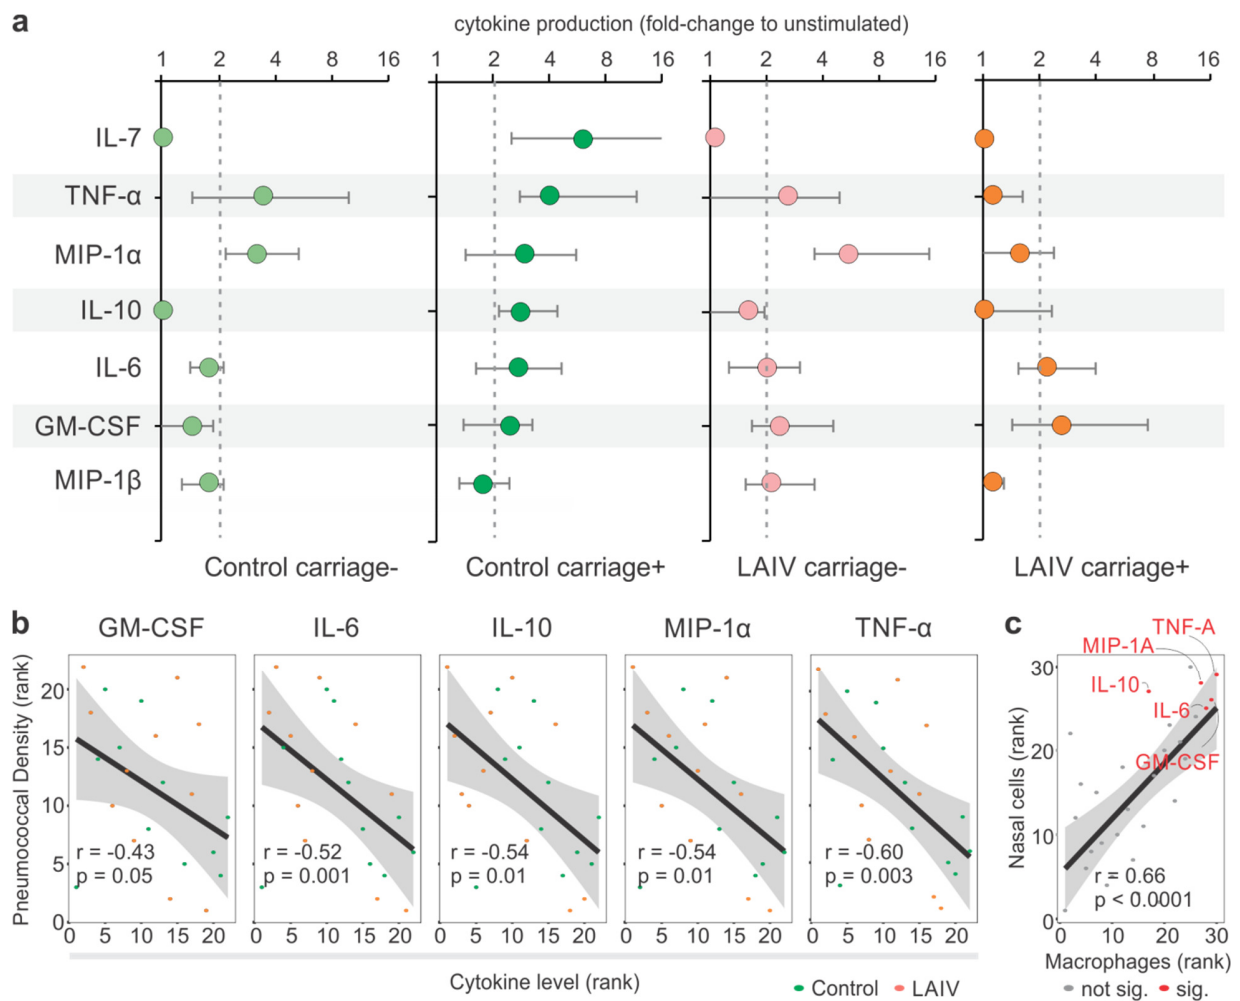 a
cytokine production (fold-change to unstimulated)
1 2 4 8 16 1 2 4 8 16 1 2 4 8 16 1 2 4 8 16
IL-7
TNF-α
MIP-1α
IL-10
IL-6
GM-CSF
MIP-1β
Control carriage- Control carriage+ LAIV carriage- LAIV carriage+
b
GM-CSF IL-6 IL-10 MIP-1α TNF-α
Pneumococcal Density (rank)
20
15
10
5
0
r = -0.43
p = 0.05
r = -0.52
p = 0.001
r = -0.54
p = 0.01
r = -0.54
p = 0.01
r = -0.60
p = 0.003
0 5 10 15 20 0 5 10 15 20 0 5 10 15 20 0 5 10 15 20 0 5 10 15 20
Cytokine level (rank)
Control LAIV
c
TNF-A
MIP-1A
IL-10
IL-6
GM-CSF
Nasal cells (rank)
30
20
10
0
r = 0.66
p < 0.0001
0 10 20 30
Macrophages (rank)
not sig. sig.